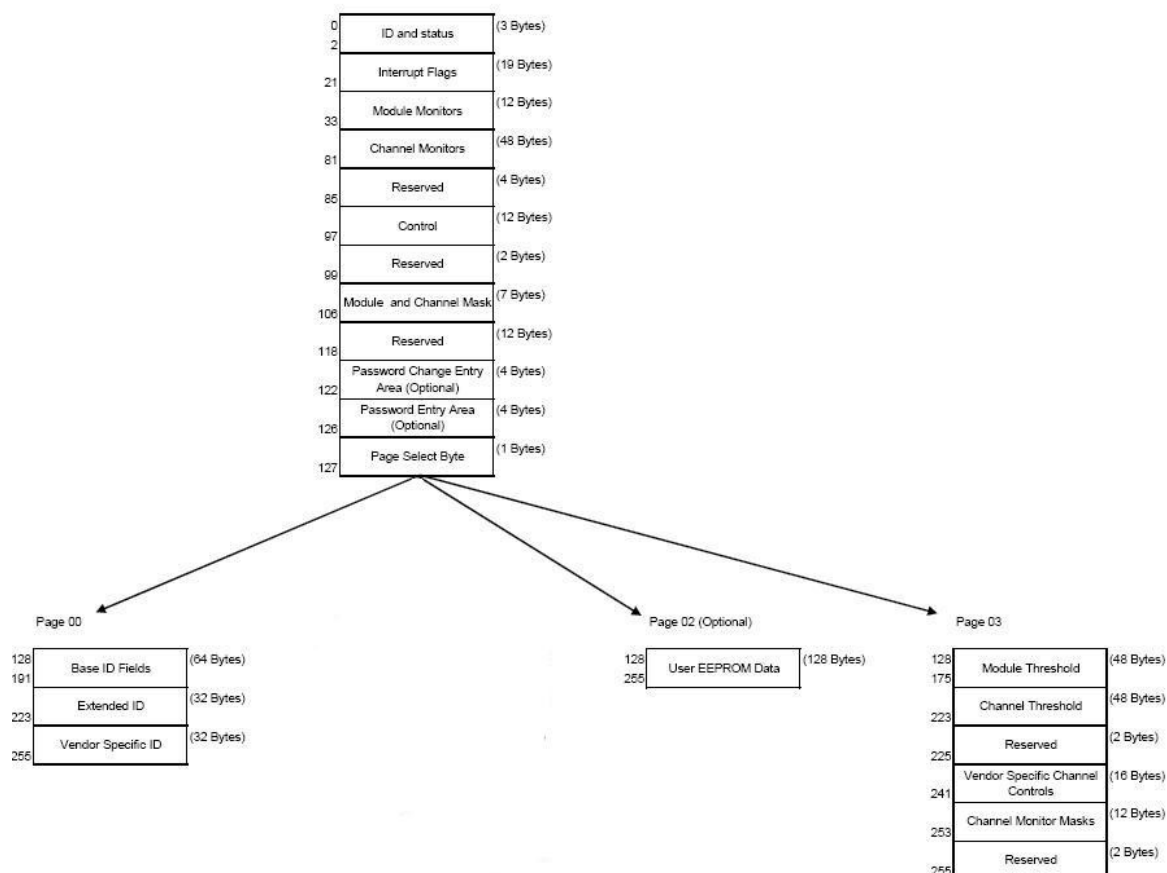 0 ID and status (3 Bytes)
2
Interrupt Flags (19 Bytes)
21
Module Monitors (12 Bytes)
33
Channel Monitors (48 Bytes)
81
Reserved (4 Bytes)
85
Control (12 Bytes)
97
Reserved (2 Bytes)
99
Module and Channel Mask (7 Bytes)
106
Reserved (12 Bytes)
118
Password Change Entry (4 Bytes)
122 Area (Optional)
Password Entry Area (4 Bytes)
126 (Optional)
Page Select Byte (1 Bytes)
127
Page 00
128 Base ID Fields (64 Bytes)
191
Extended ID (32 Bytes)
223
Vendor Specific ID (32 Bytes)
255
Page 02 (Optional)
128 User EEPROM Data (128 Bytes)
255
Page 03
128 Module Threshold (48 Bytes)
175
Channel Threshold (48 Bytes)
223
Reserved (2 Bytes)
225
Vendor Specific Channel (16 Bytes)
241 Controls
Channel Monitor Masks (12 Bytes)
253
Reserved (2 Bytes)
255